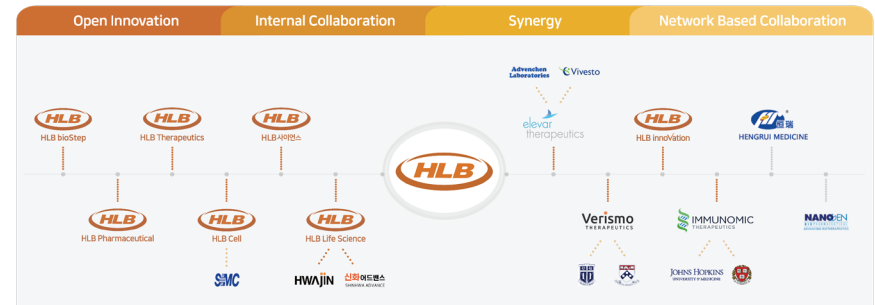 Open Innovation
Internal Collaboration
Synergy
Network Based Collaboration
Advenchen
Laboratories
Vivesto
elevar
therapeutics
HLB
HLB bioStep
HLB
HLB Therapeutics
HLB
HLB사이언스
HLB
HLB innoVation
HENGRUI MEDICINE
HLB
HLB
HLB Pharmaceutical
HLB
HLB Cell
HLB
HLB Life Science
Verismo
THERAPEUTICS
IMMUNOMIC
THERAPEUTICS
NANOGEN
SMC
HWAJIN
신화어드밴스
SHINHWA ADVANCE
JOHNS HOPKINS
UNIVERSITY & MEDICINE